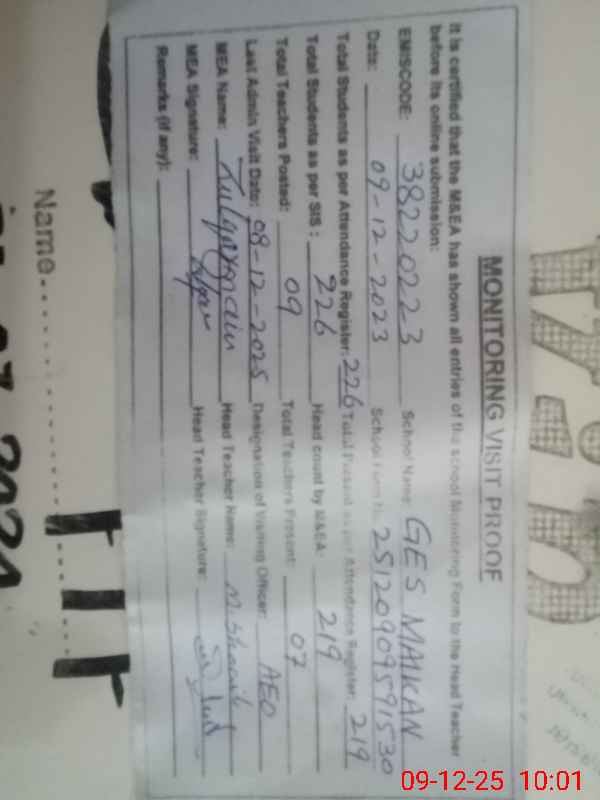 MONITORING VISIT PROOF
It is certified that the M&EA has shown all entries of the school Monitoring Form to the Head Teacher
before its online submission:
EMISCODE: 38220223 School Name: GES MALKAN
Date: 09-12-2023 School Form No: 25120909591530
Total Students as per Attendance Register: 226 Total Present as per Attendance Register: 219
Total Students as per SIS: 226 Head count by M&EA: 219
Total Teachers Posted: 09 Total Teachers Present: 07
Last Admin Visit Date: 08-12-2025 Designation of Visiting Officer: AEO
MEA Name: Zulqarnain Head Teacher Name: M. Shoaib
MEA Signature: Head Teacher Signature:
Remarks (if any):
Name
09-12-25 10:01